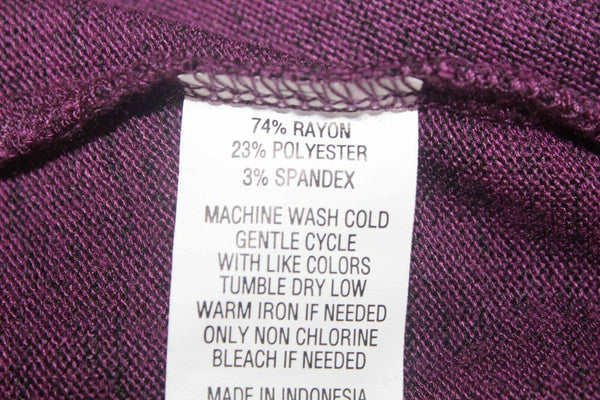 74% RAYON
23% POLYESTER
3% SPANDEX
MACHINE WASH COLD
GENTLE CYCLE
WITH LIKE COLORS
TUMBLE DRY LOW
WARM IRON IF NEEDED
ONLY NON CHLORINE
BLEACH IF NEEDED
MADE IN INDONESIA